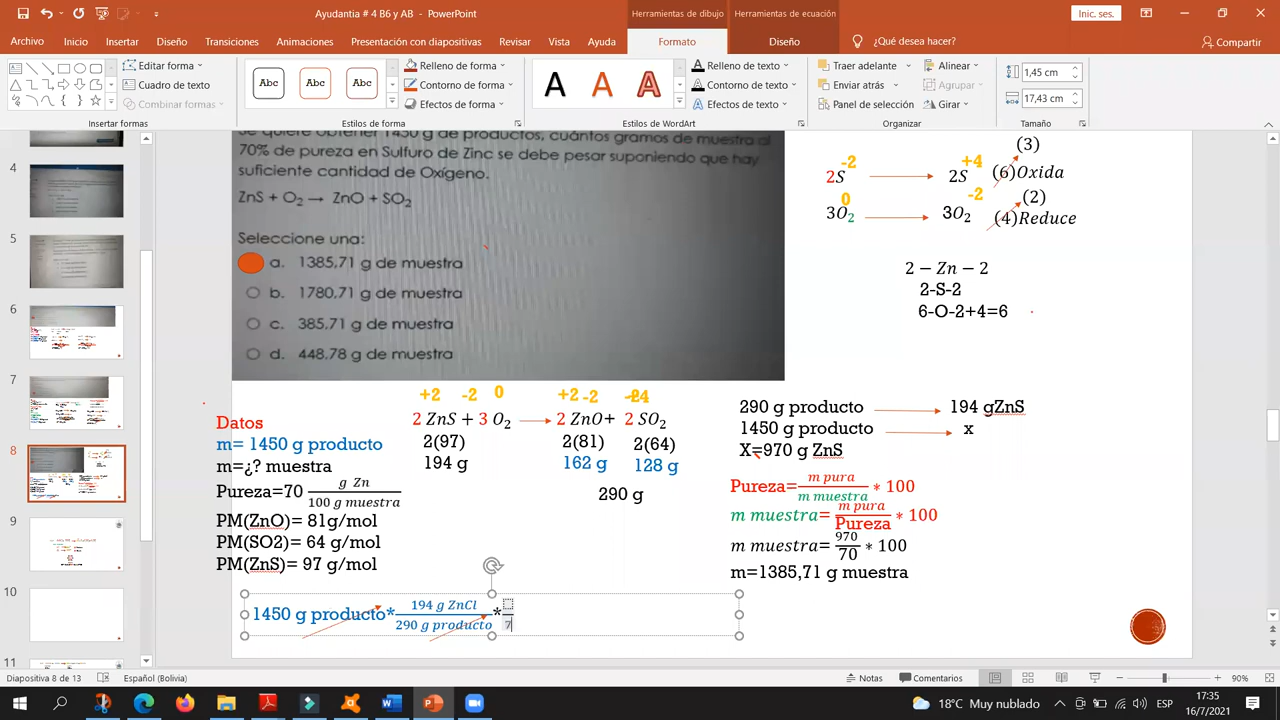 Ayudantia # 4 B6 y AB - PowerPoint
Herramientas de dibujo
Herramientas de ecuación
Inic. ses.
Archivo Inicio Insertar Diseño Transiciones Animaciones Presentación con diapositivas Revisar Vista Ayuda Formato Diseño ¿Qué desea hacer? Compartir
Editar forma
Cuadro de texto
Combinar formas
Insertar formas
Abc Abc Abc
Relleno de forma
Contorno de forma
Efectos de forma
Estilos de forma
A A A
Relleno de texto
Contorno de texto
Efectos de texto
Estilos de WordArt
Traer adelante
Enviar atrás
Panel de selección
Alinear
Agrupar
Girar
Organizar
1,45 cm
17,43 cm
Tamaño
4
5
6
7
8
9
10
11
Se quiere obtener 1450 g de productos, cuántos gramos de muestra al
70% de pureza en Sulfuro de Zinc se debe pesar suponiendo que hay
suficiente cantidad de Oxígeno.
ZnS + O₂ → ZnO + SO₂
Seleccione una:
a. 1385,71 g de muestra
b. 1780,71 g de muestra
c. 385,71 g de muestra
d. 448,78 g de muestra
(3)
-2 +4
2S → 2S (6)Oxida
0 -2 (2)
3O₂ → 3O₂ (4)Reduce
2 − Zn − 2
2-S-2
6-O-2+4=6
Datos
m= 1450 g producto
m=¿? muestra
Pureza=70 g Zn / 100 g muestra
PM(ZnO)= 81g/mol
PM(SO2)= 64 g/mol
PM(ZnS)= 97 g/mol
+2 -2 0 +2 -2
2 ZnS + 3 O₂ → 2 ZnO+ 2 SO₂
2(97) 2(81) 2(64)
194 g 162 g 128 g
290 g
290 g producto → 194 gZnS
1450 g producto → x
X=970 g ZnS
Pureza= m pura / m muestra * 100
m muestra= m pura / Pureza * 100
m muestra= 970 / 70 * 100
m=1385,71 g muestra
1450 g producto* 194 g ZnCl / 290 g producto * 7
Diapositiva 8 de 13 Español (Bolivia) Notas Comentarios 90%
18°C Muy nublado ESP 17:35
16/7/2021